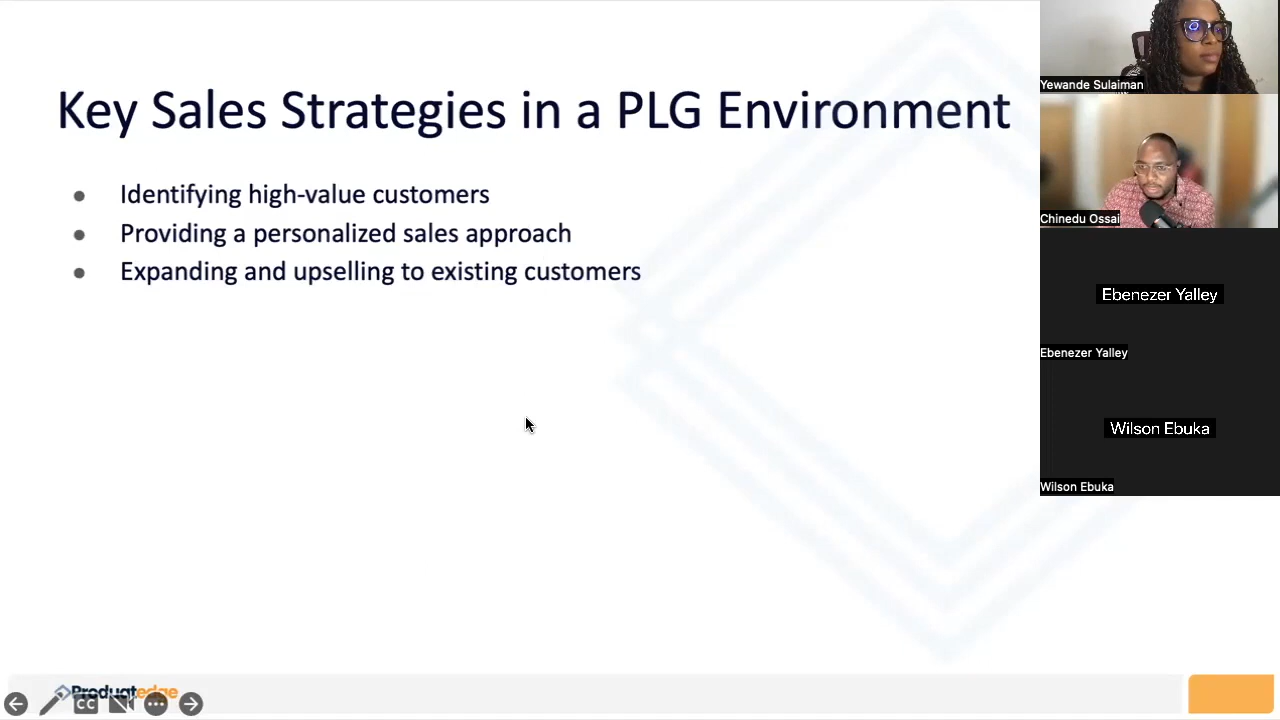 Key Sales Strategies in a PLG Environment
● Identifying high-value customers
● Providing a personalized sales approach
● Expanding and upselling to existing customers
Yewande Sulaiman
Chinedu Ossai
Ebenezer Yalley
Ebenezer Yalley
Wilson Ebuka
Wilson Ebuka
Productedge
CC